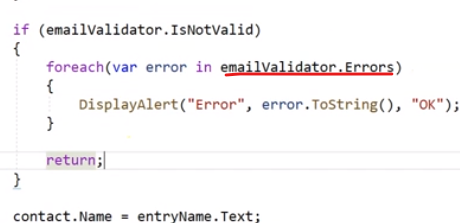 if (emailValidator.IsNotValid)
{
foreach(var error in emailValidator.Errors)
{
DisplayAlert("Error", error.ToString(), "OK");
}
return;
}
contact.Name = entryName.Text;